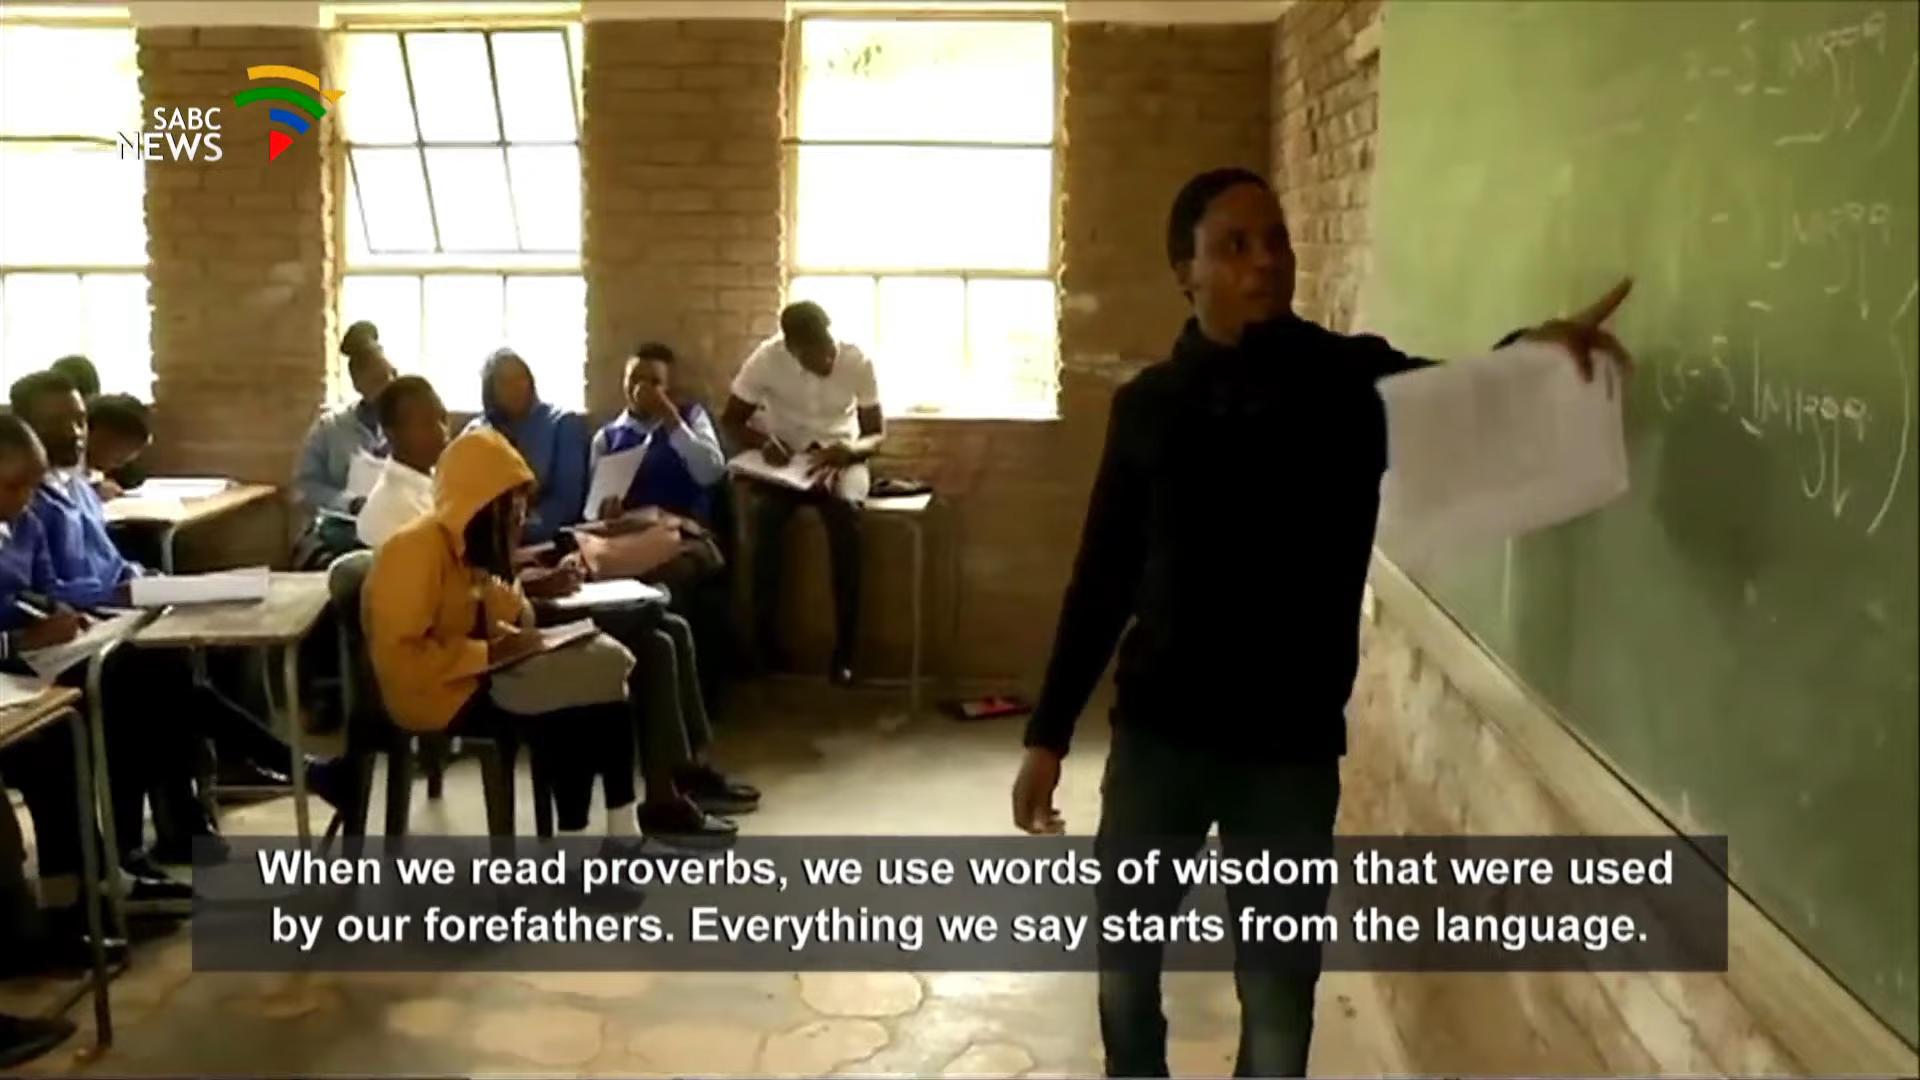 SABC
NEWS
When we read proverbs, we use words of wisdom that were used
by our forefathers. Everything we say starts from the language.